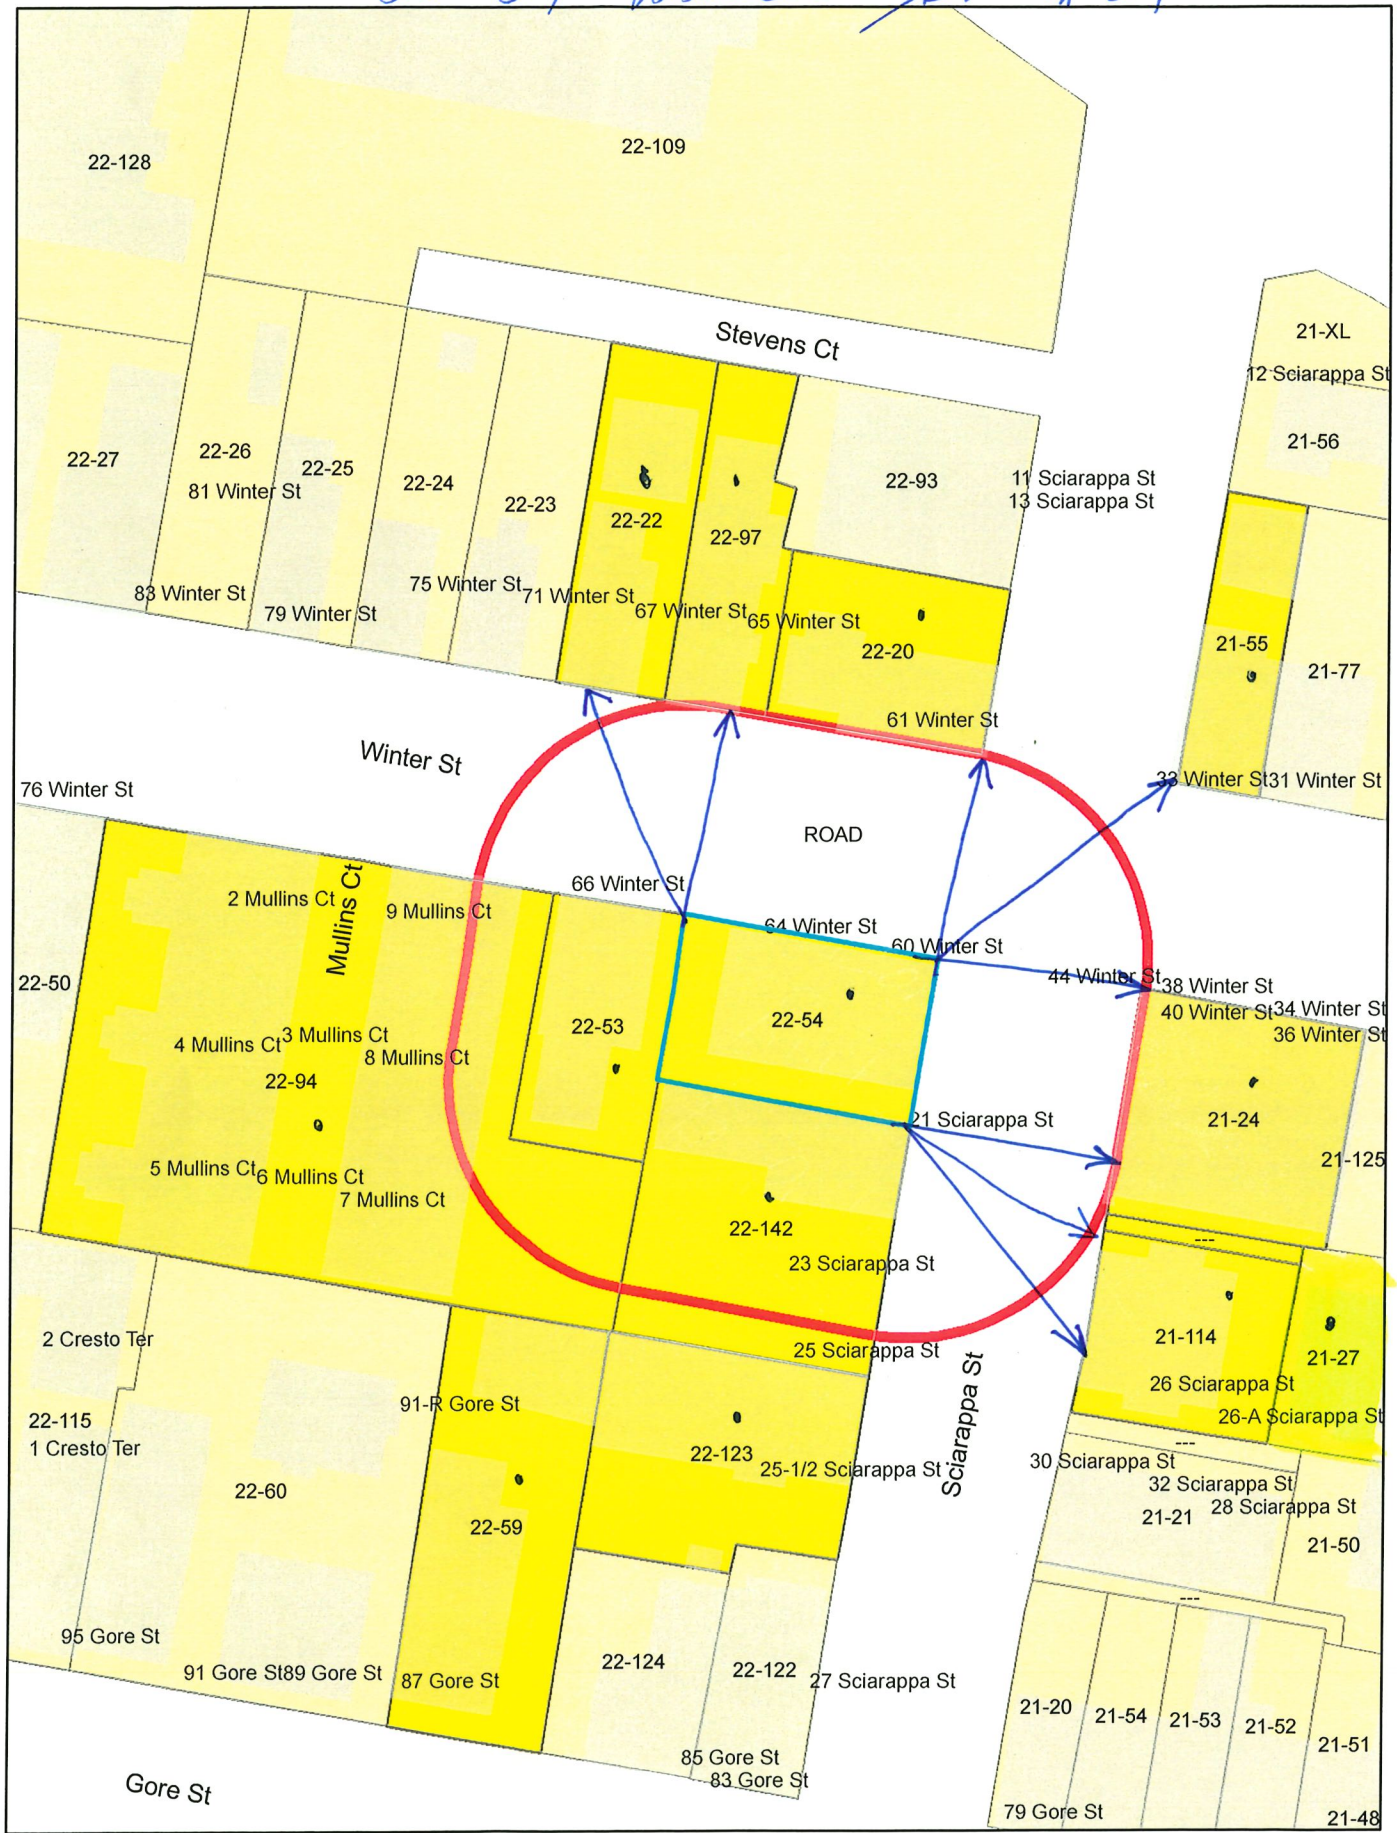 22-109
22-128
Stevens Ct
21-XL
12 Sciarappa St
21-56
22-27
22-26
81 Winter St
22-25
22-24
22-23
22-22
22-97
22-93
11 Sciarappa St
13 Sciarappa St
83 Winter St
79 Winter St
75 Winter St
71 Winter St
67 Winter St
65 Winter St
22-20
21-55
21-77
61 Winter St
Winter St
33 Winter St
31 Winter St
76 Winter St
ROAD
66 Winter St
2 Mullins Ct
Mullins Ct
9 Mullins Ct
64 Winter St
60 Winter St
44 Winter St
38 Winter St
22-50
22-53
22-54
40 Winter St
34 Winter St
36 Winter St
4 Mullins Ct
3 Mullins Ct
8 Mullins Ct
22-94
21 Sciarappa St
21-24
21-125
5 Mullins Ct
6 Mullins Ct
7 Mullins Ct
22-142
23 Sciarappa St
---
2 Cresto Ter
25 Sciarappa St
21-114
21-27
26 Sciarappa St
26-A Sciarappa St
22-115
1 Cresto Ter
91-R Gore St
22-123
25-1/2 Sciarappa St
Sciarappa St
---
30 Sciarappa St
32 Sciarappa St
28 Sciarappa St
21-21
21-50
22-60
22-59
---
95 Gore St
91 Gore St
89 Gore St
87 Gore St
22-124
22-122
27 Sciarappa St
21-20
21-54
21-53
21-52
21-51
85 Gore St
83 Gore St
Gore St
79 Gore St
21-48